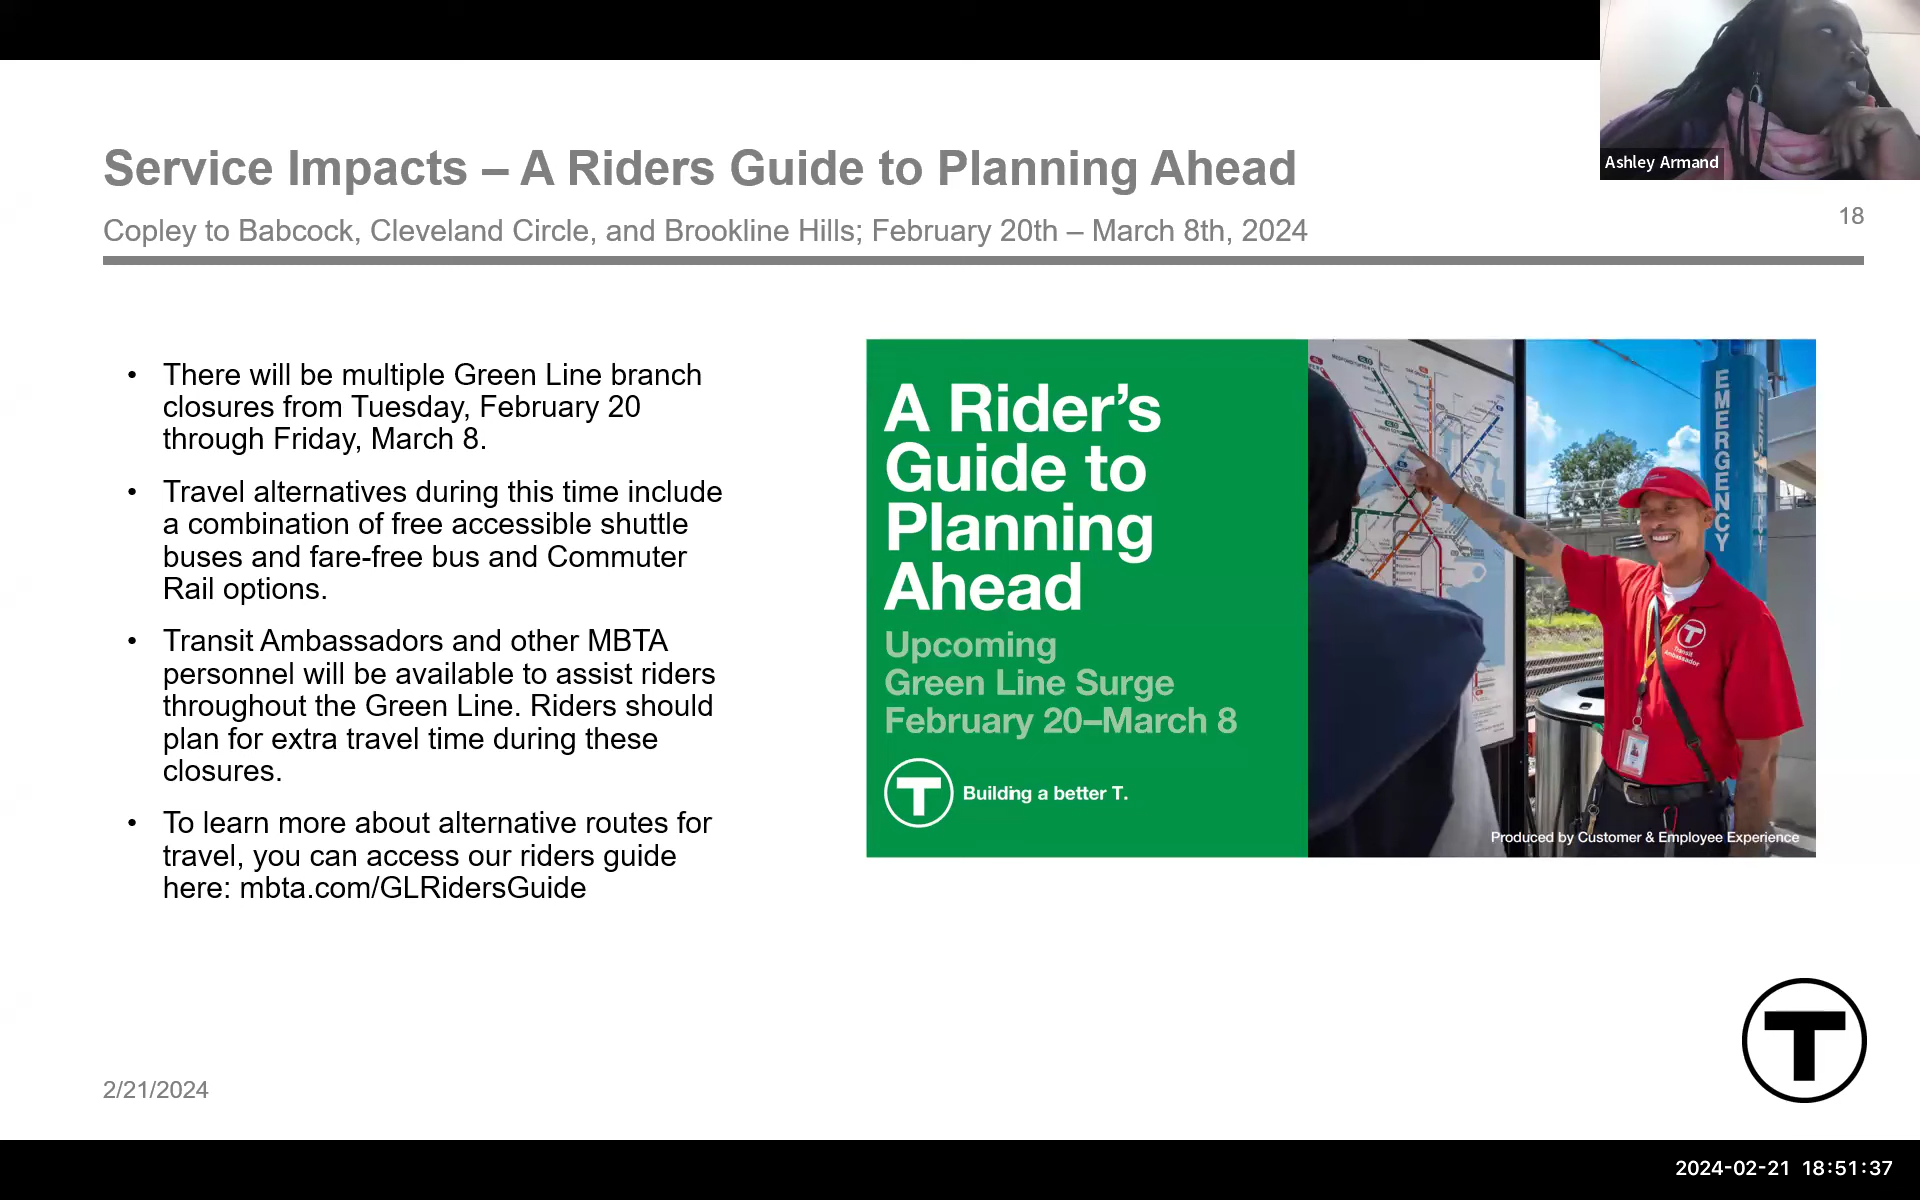 Ashley Armand
Service Impacts – A Riders Guide to Planning Ahead
18
Copley to Babcock, Cleveland Circle, and Brookline Hills; February 20th – March 8th, 2024
• There will be multiple Green Line branch
closures from Tuesday, February 20
through Friday, March 8.
• Travel alternatives during this time include
a combination of free accessible shuttle
buses and fare-free bus and Commuter
Rail options.
• Transit Ambassadors and other MBTA
personnel will be available to assist riders
throughout the Green Line. Riders should
plan for extra travel time during these
closures.
• To learn more about alternative routes for
travel, you can access our riders guide
here: mbta.com/GLRidersGuide
A Rider’s
Guide to
Planning
Ahead
Upcoming
Green Line Surge
February 20–March 8
T Building a better T.
EMERGENCY
T
Transit
Ambassador
Produced by Customer & Employee Experience
T
2/21/2024
2024-02-21 18:51:37